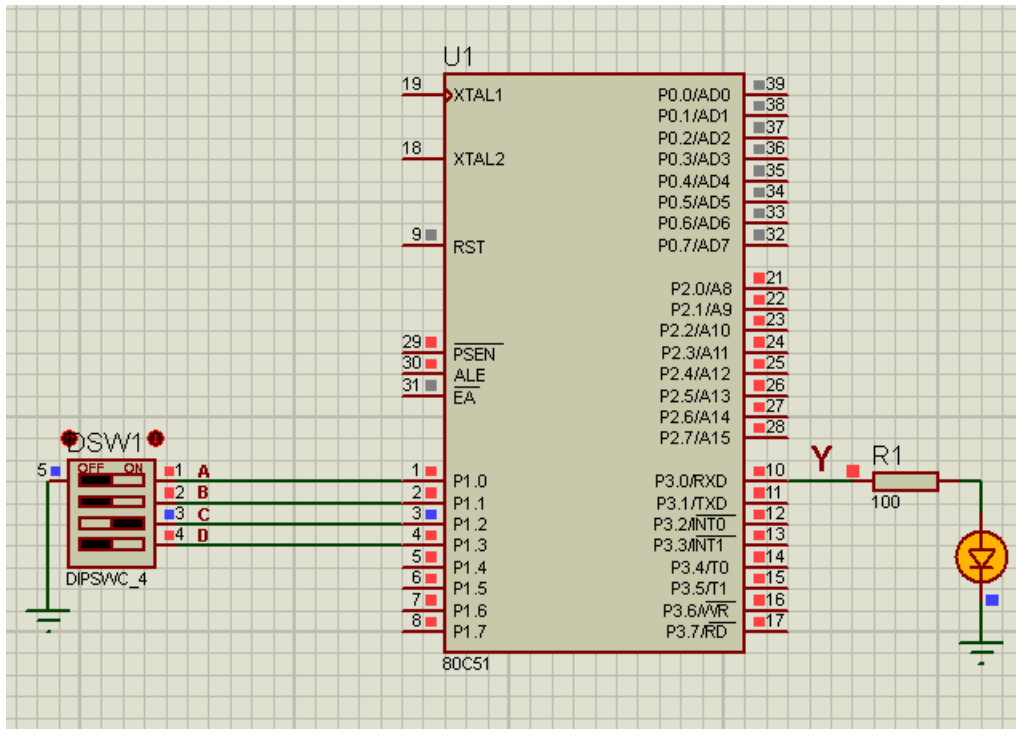 U1
19
XTAL1
18
XTAL2
9
RST
29
PSEN
30
ALE
31
EA
1
P1.0
2
P1.1
3
P1.2
4
P1.3
5
P1.4
6
P1.5
7
P1.6
8
P1.7
P0.0/AD0
39
P0.1/AD1
38
P0.2/AD2
37
P0.3/AD3
36
P0.4/AD4
35
P0.5/AD5
34
P0.6/AD6
33
P0.7/AD7
32
P2.0/A8
21
P2.1/A9
22
P2.2/A10
23
P2.3/A11
24
P2.4/A12
25
P2.5/A13
26
P2.6/A14
27
P2.7/A15
28
P3.0/RXD
10
P3.1/TXD
11
P3.2/INT0
12
P3.3/INT1
13
P3.4/T0
14
P3.5/T1
15
P3.6/WR
16
P3.7/RD
17
80C51
DSW1
5
OFF ON
1 A
2 B
3 C
4 D
DIPSWC_4
Y
R1
100